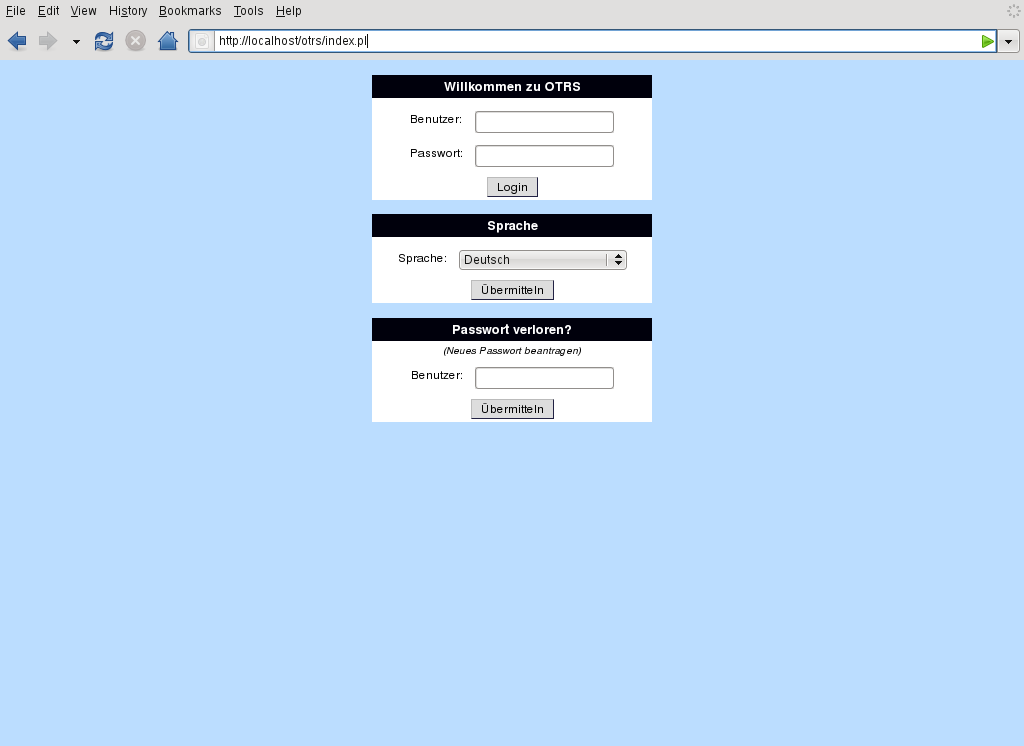 File Edit View History Bookmarks Tools Help
http://localhost/otrs/index.pl
Willkommen zu OTRS
Benutzer:
Passwort:
Login
Sprache
Sprache: Deutsch
Übermitteln
Passwort verloren?
(Neues Passwort beantragen)
Benutzer:
Übermitteln